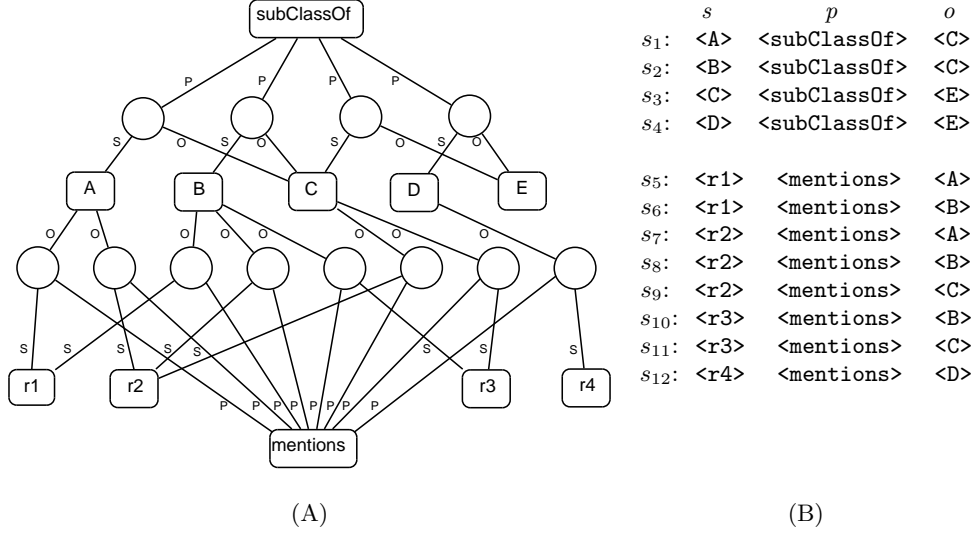 subClassOf
P P P P
S O S O S O S O
A B C D E
O O O O O O O O
S S S S S S S S
r1 r2 r3 r4
P P P P P P P P
mentions
(A)
s p o
s1: <A> <subClassOf> <C>
s2: <B> <subClassOf> <C>
s3: <C> <subClassOf> <E>
s4: <D> <subClassOf> <E>
s5: <r1> <mentions> <A>
s6: <r1> <mentions> <B>
s7: <r2> <mentions> <A>
s8: <r2> <mentions> <B>
s9: <r2> <mentions> <C>
s10: <r3> <mentions> <B>
s11: <r3> <mentions> <C>
s12: <r4> <mentions> <D>
(B)